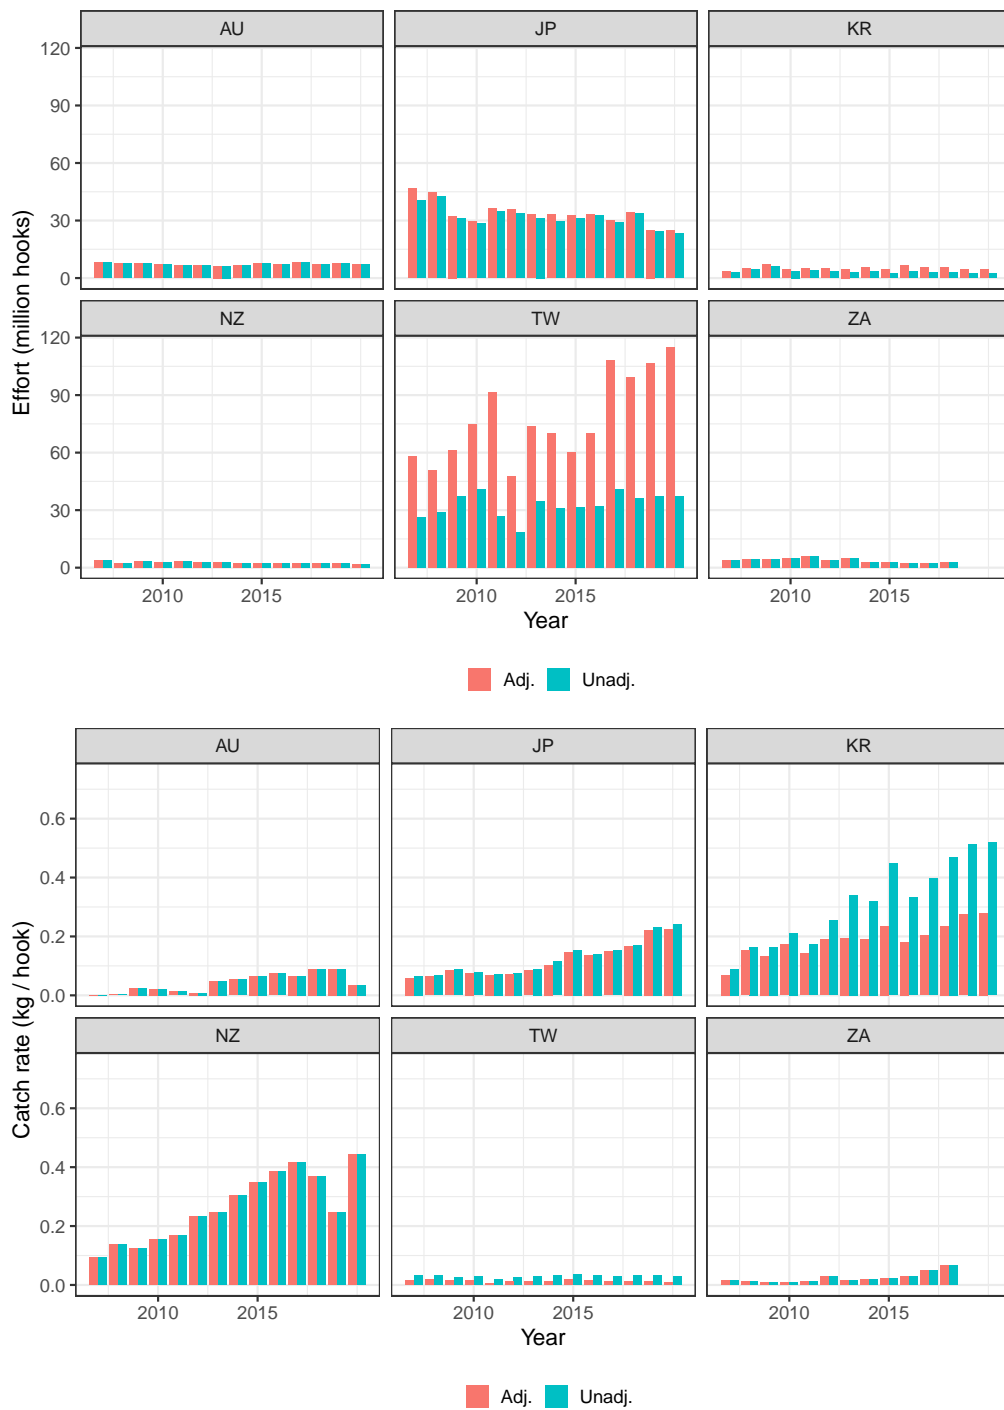 AU JP KR
120
90
60
30
0
NZ TW ZA
120
90
60
30
0
Effort (million hooks)
2010 2015 2010 2015 2010 2015
Year
Adj. Unadj.
AU JP KR
0.6
0.4
0.2
0.0
NZ TW ZA
0.6
0.4
0.2
0.0
Catch rate (kg / hook)
2010 2015 2010 2015 2010 2015
Year
Adj. Unadj.